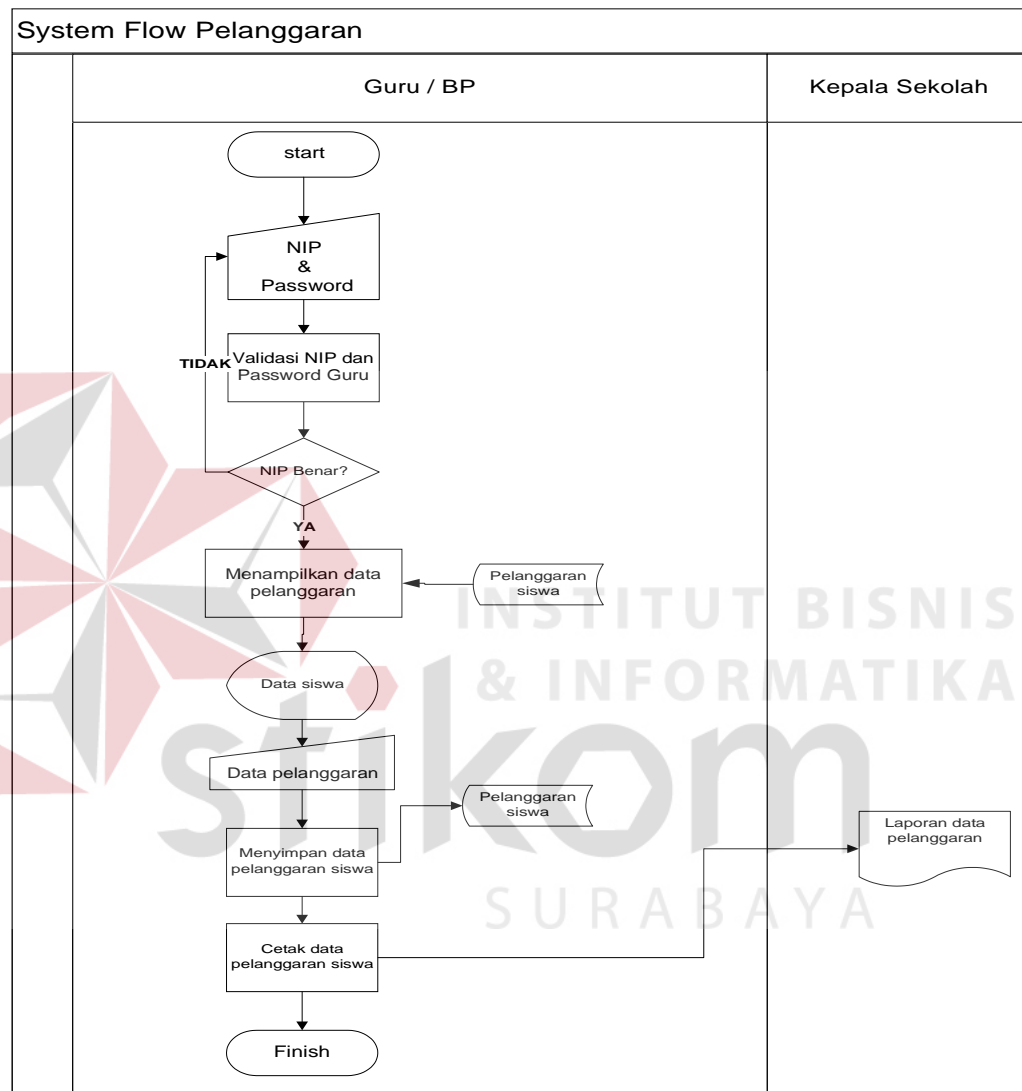 System Flow Pelanggaran
Guru / BP
Kepala Sekolah
start
NIP
&
Password
TIDAK
Validasi NIP dan
Password Guru
NIP Benar?
YA
Menampilkan data
pelanggaran
Pelanggaran
siswa
INSTITUT BISNIS
& INFORMATIKA
Data siswa
stikom
Data pelanggaran
Pelanggaran
siswa
Laporan data
pelanggaran
Menyimpan data
pelanggaran siswa
SURABAYA
Cetak data
pelanggaran siswa
Finish